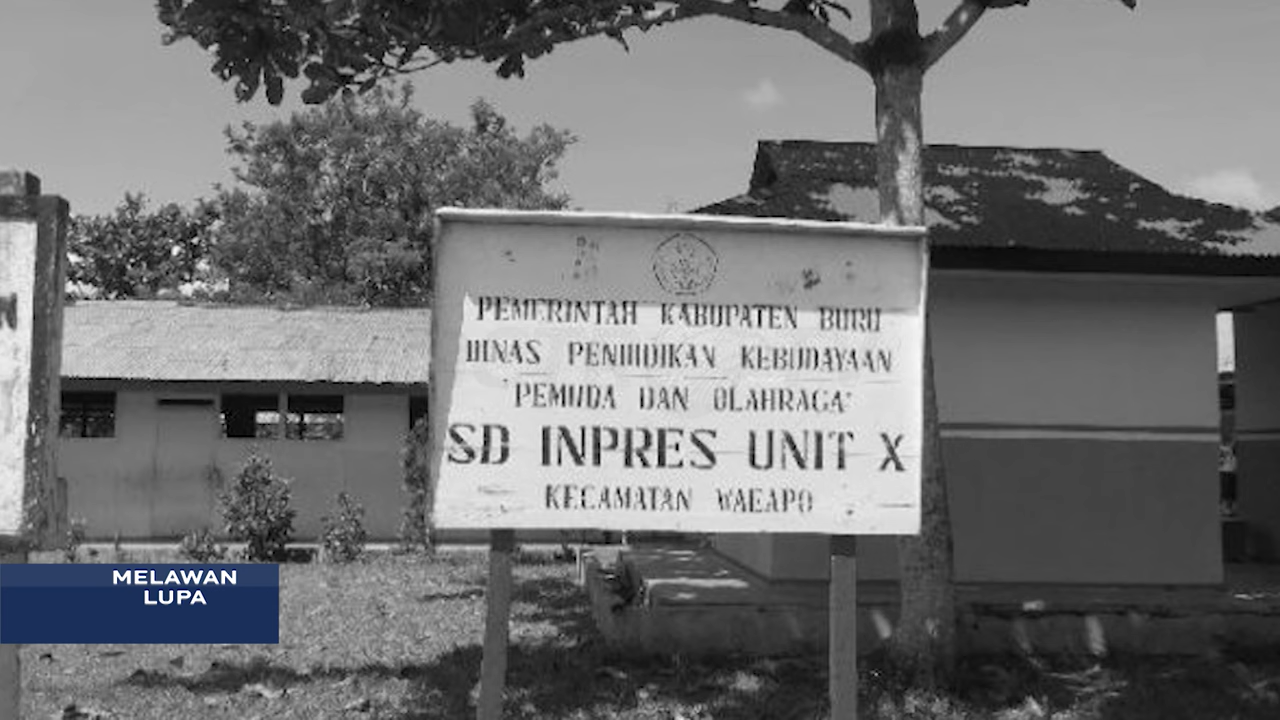 PEMERINTAH KABUPATEN BURU
DINAS PENDIDIKAN KEBUDAYAAN
"PEMUDA DAN OLAHRAGA"
SD INPRES UNIT X
KECAMATAN WAEAPO
MELAWAN
LUPA